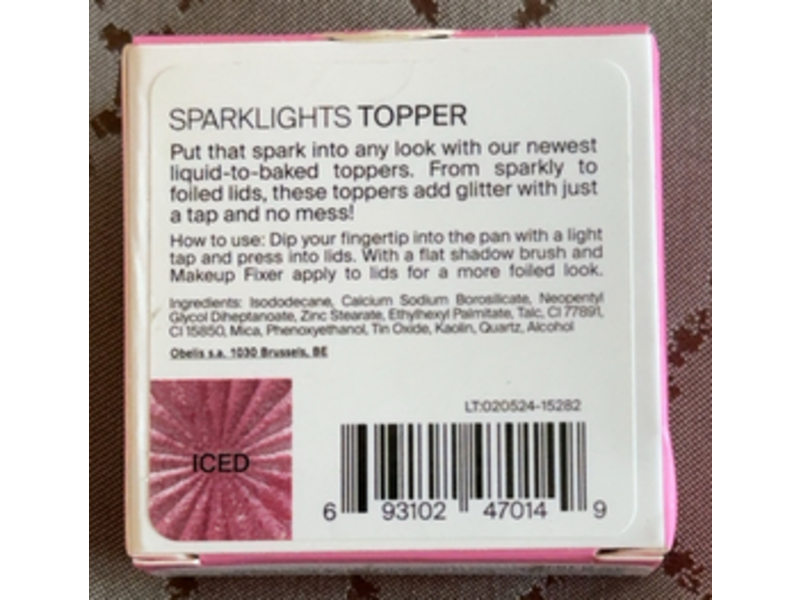 SPARKLIGHTS TOPPER
Put that spark into any look with our newest
liquid-to-baked toppers. From sparkly to
foiled lids, these toppers add glitter with just
a tap and no mess!
How to use: Dip your fingertip into the pan with a light
tap and press into lids. With a flat shadow brush and
Makeup Fixer apply to lids for a more foiled look.
Ingredients: Isododecane, Calcium Sodium Borosilicate, Neopentyl
Glycol Diheptanoate, Zinc Stearate, Ethylhexyl Palmitate, Talc, CI 77891,
CI 15850, Mica, Phenoxyethanol, Tin Oxide, Kaolin, Quartz, Alcohol
Obelis s.a. 1030 Brussels, BE
LT:020524-15282
ICED
6 93102 47014 9